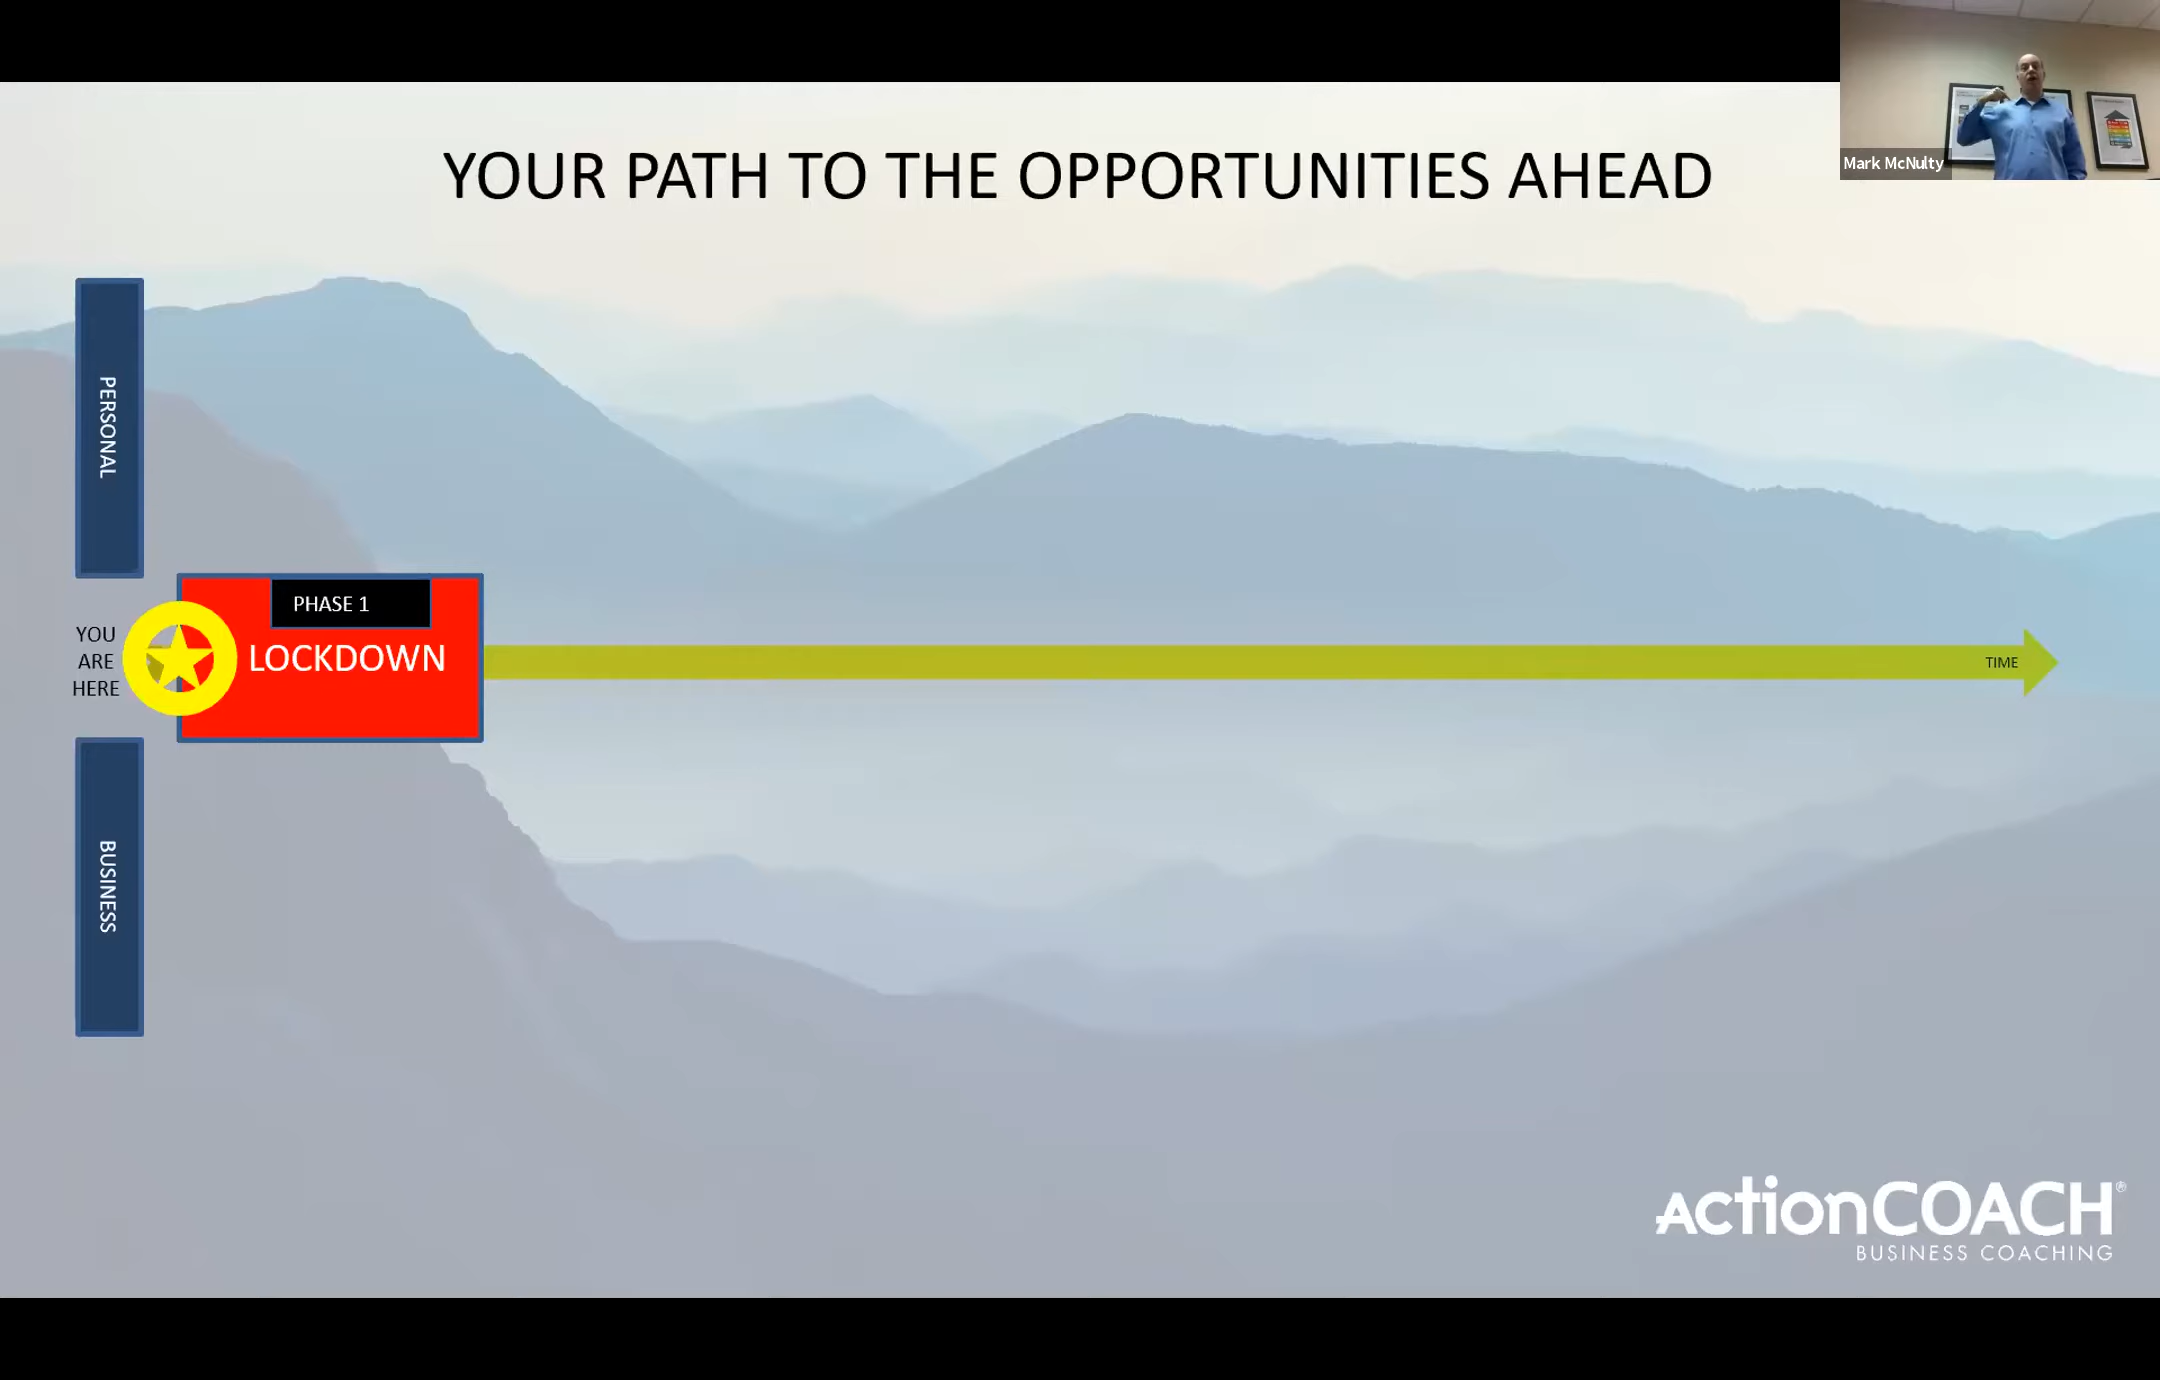 Mark McNulty
YOUR PATH TO THE OPPORTUNITIES AHEAD
PERSONAL
YOU
ARE
HERE
PHASE 1
LOCKDOWN
TIME
BUSINESS
actionCOACH®
BUSINESS COACHING